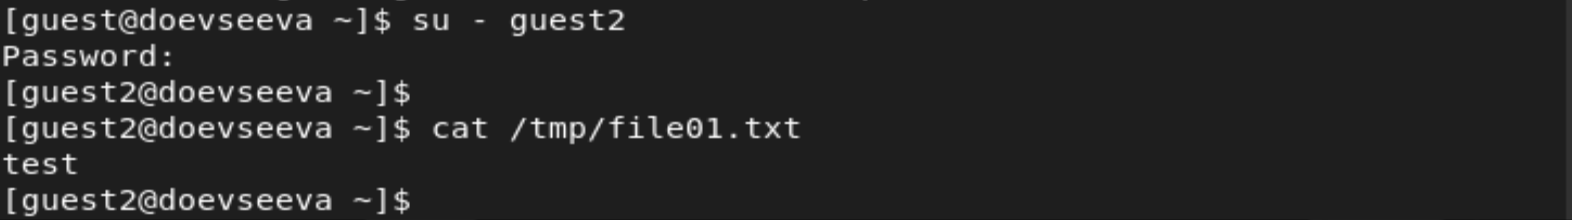 [guest@doevseeva ~]$ su - guest2
Password:
[guest2@doevseeva ~]$
[guest2@doevseeva ~]$ cat /tmp/file01.txt
test
[guest2@doevseeva ~]$